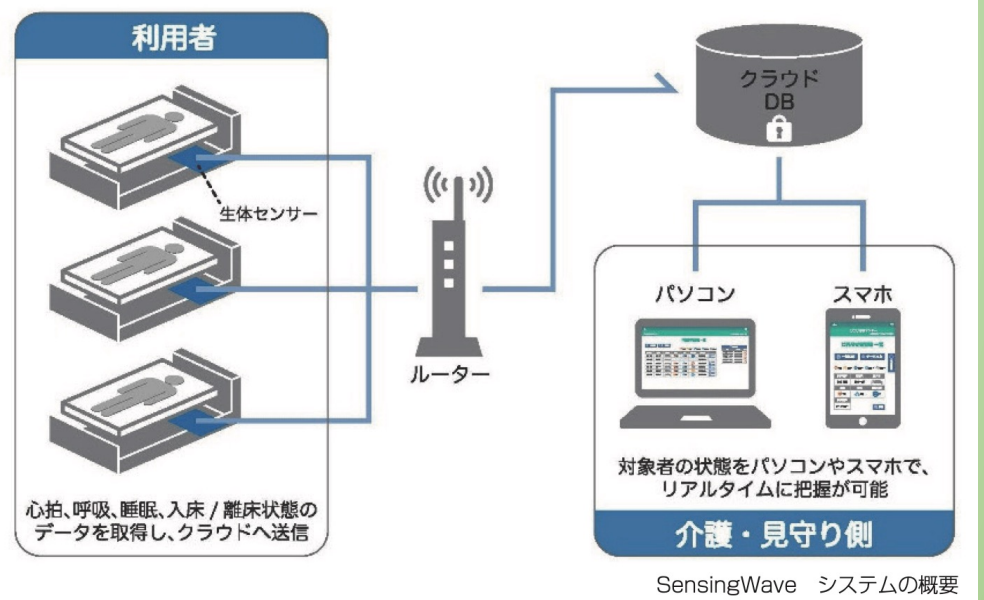 利用者
生体センサー
心拍、呼吸、睡眠、入床 / 離床状態の
データを取得し、クラウドへ送信
ルーター
クラウド
DB
パソコン
スマホ
対象者の状態をパソコンやスマホで、
リアルタイムに把握が可能
介護・見守り側
SensingWave　システムの概要